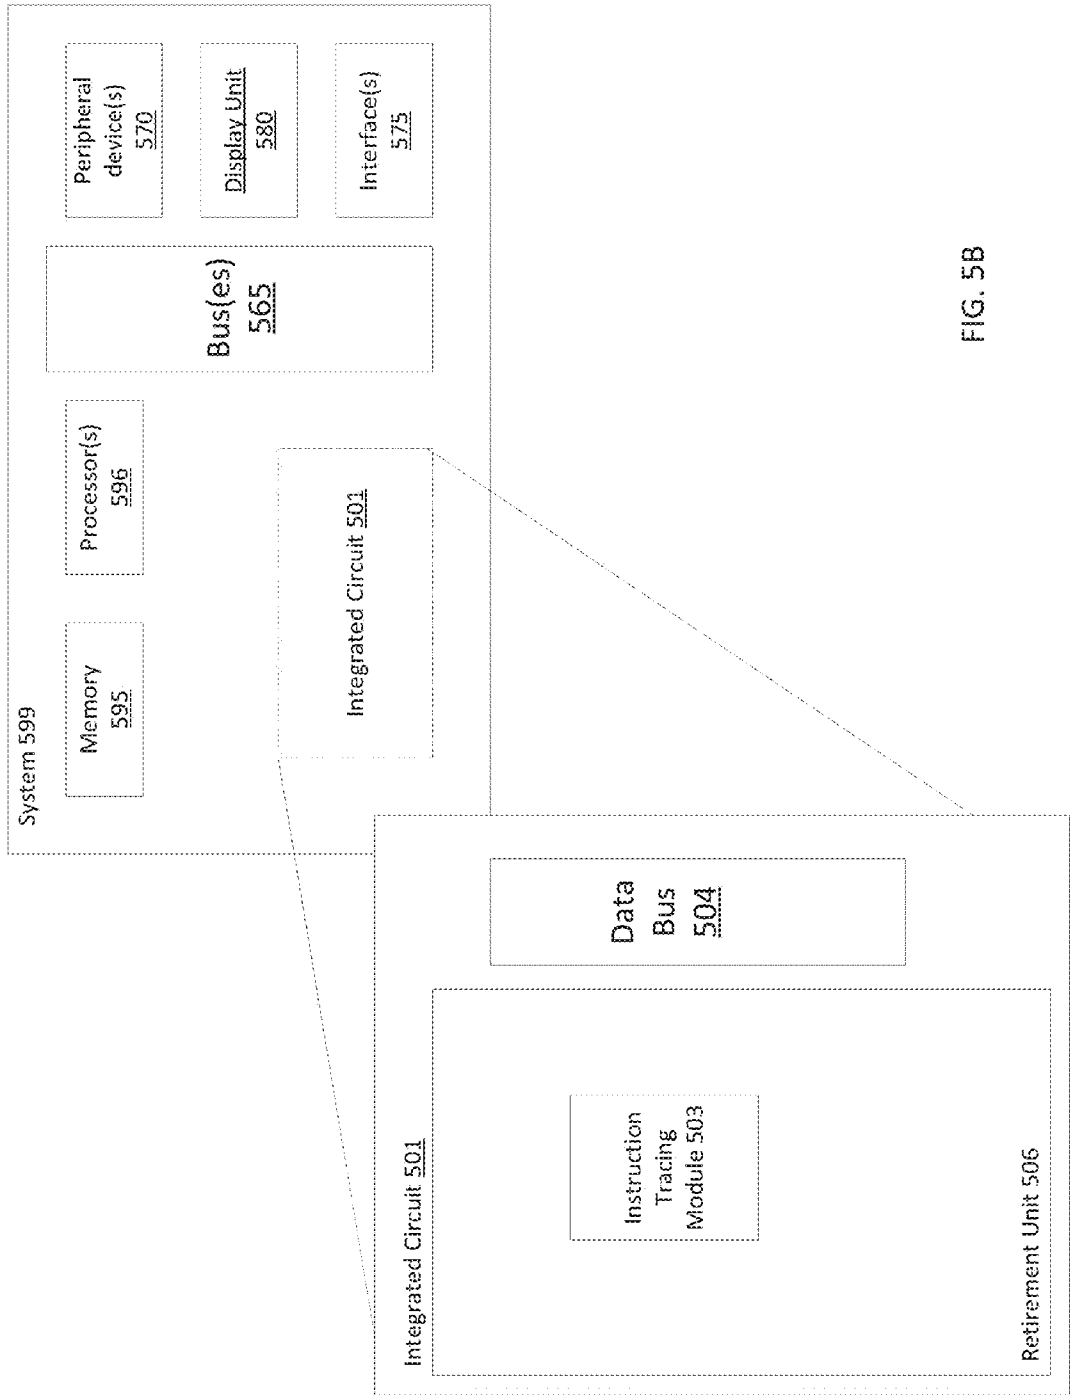 System 599
Memory
595
Processor(s)
596
Integrated Circuit 501
Bus(es)
565
Peripheral
device(s)
570
Display Unit
580
Interface(s)
575
Integrated Circuit 501
Instruction
Tracing
Module 503
Retirement Unit 506
Data
Bus
504
FIG. 5B